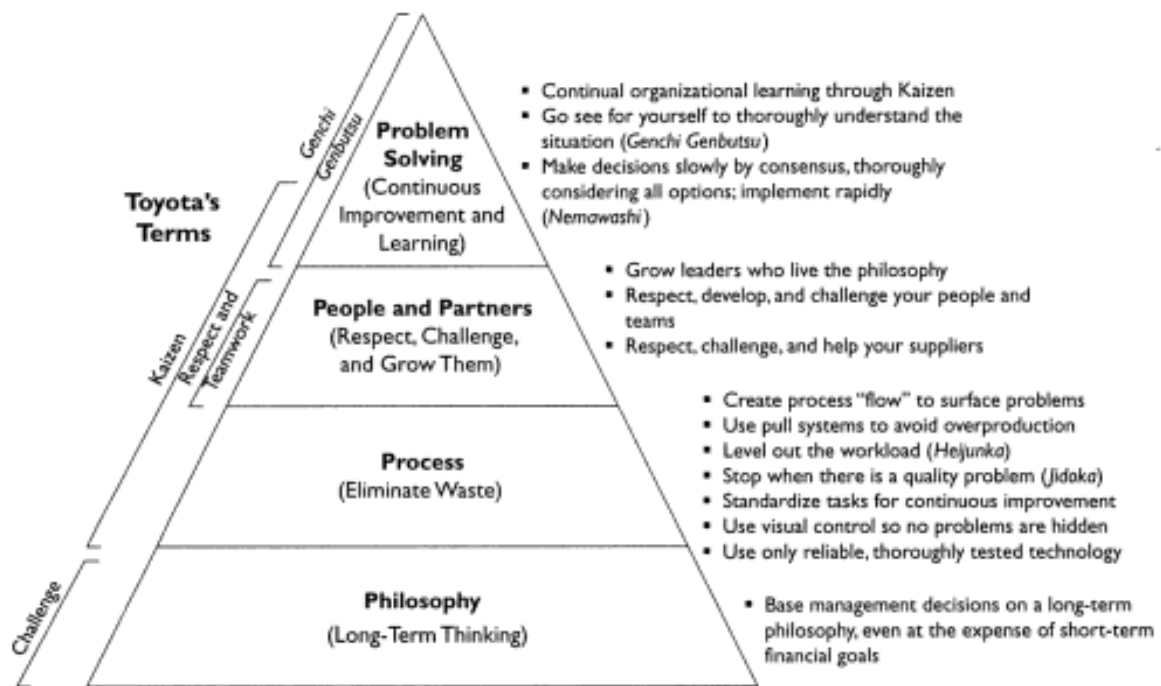 Toyota's
Terms
Genchi
Genbutsu
Kaizen
Respect and
Teamwork
Challenge
Problem
Solving
(Continuous
Improvement and
Learning)
▪ Continual organizational learning through Kaizen
▪ Go see for yourself to thoroughly understand the
situation (Genchi Genbutsu)
▪ Make decisions slowly by consensus, thoroughly
considering all options; implement rapidly
(Nemawashi)
People and Partners
(Respect, Challenge,
and Grow Them)
▪ Grow leaders who live the philosophy
▪ Respect, develop, and challenge your people and
teams
▪ Respect, challenge, and help your suppliers
Process
(Eliminate Waste)
▪ Create process “flow” to surface problems
▪ Use pull systems to avoid overproduction
▪ Level out the workload (Heijunka)
▪ Stop when there is a quality problem (Jidoka)
▪ Standardize tasks for continuous improvement
▪ Use visual control so no problems are hidden
▪ Use only reliable, thoroughly tested technology
Philosophy
(Long-Term Thinking)
▪ Base management decisions on a long-term
philosophy, even at the expense of short-term
financial goals